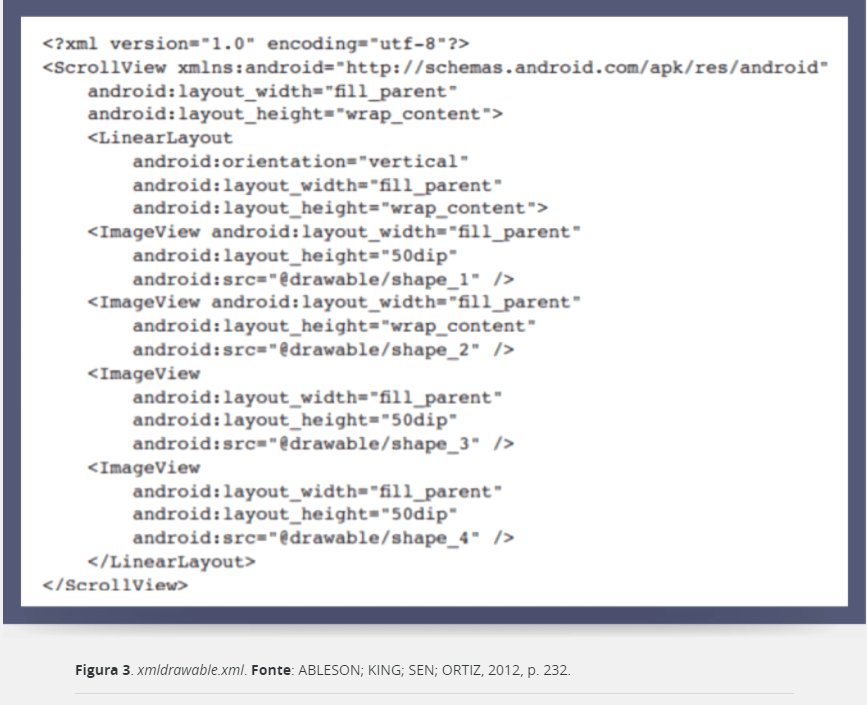 <?xml version="1.0" encoding="utf-8"?>
<ScrollView xmlns:android="http://schemas.android.com/apk/res/android"
    android:layout_width="fill_parent"
    android:layout_height="wrap_content">
    <LinearLayout
        android:orientation="vertical"
        android:layout_width="fill_parent"
        android:layout_height="wrap_content">
    <ImageView android:layout_width="fill_parent"
        android:layout_height="50dip"
        android:src="@drawable/shape_1" />
    <ImageView android:layout_width="fill_parent"
        android:layout_height="wrap_content"
        android:src="@drawable/shape_2" />
    <ImageView
        android:layout_width="fill_parent"
        android:layout_height="50dip"
        android:src="@drawable/shape_3" />
    <ImageView
        android:layout_width="fill_parent"
        android:layout_height="50dip"
        android:src="@drawable/shape_4" />
    </LinearLayout>
</ScrollView>
Figura 3. xmldrawable.xml. Fonte: ABLESON; KING; SEN; ORTIZ, 2012, p. 232.